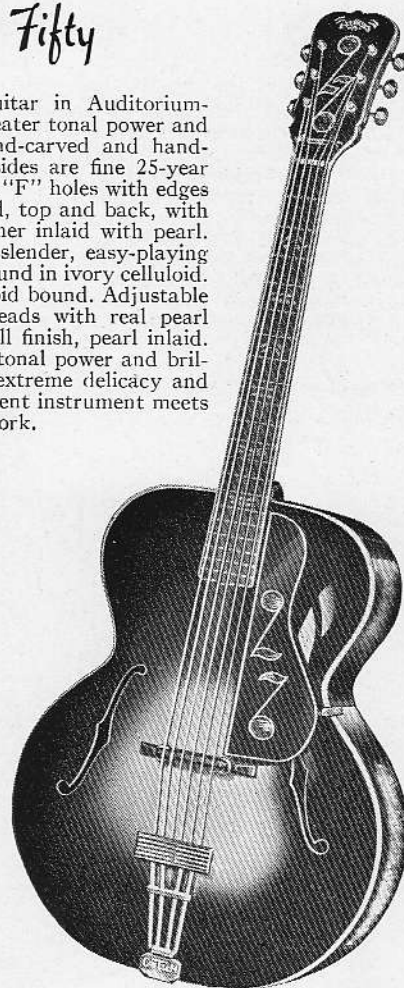 Fifty
uitar in Auditorium-
eater tonal power and
nd-carved and hand-
ides are fine 25-year
"F" holes with edges
l, top and back, with
ner inlaid with pearl.
slender, easy-playing
und in ivory celluloid.
oid bound. Adjustable
eads with real pearl
ll finish, pearl inlaid.
tonal power and bril-
extreme delicacy and
ent instrument meets
ork.